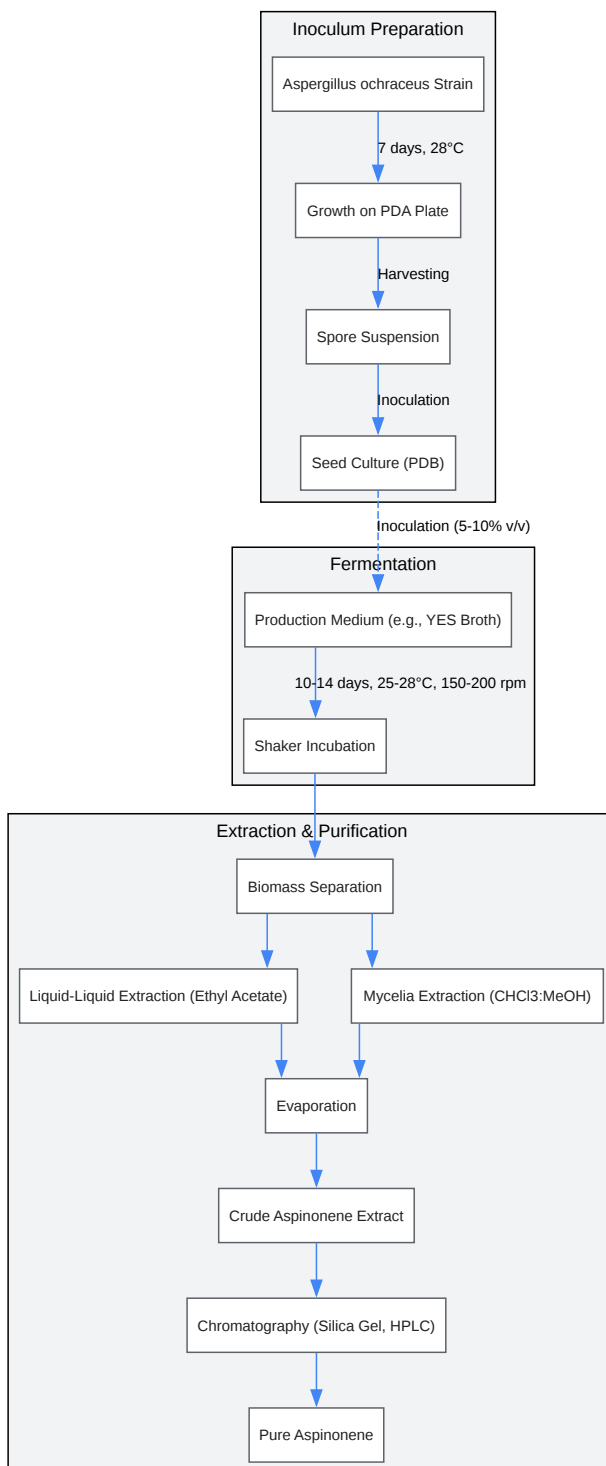 Inoculum Preparation
Aspergillus ochraceus Strain
7 days, 28°C
Growth on PDA Plate
Harvesting
Spore Suspension
Inoculation
Seed Culture (PDB)
Inoculation (5-10% v/v)
Fermentation
Production Medium (e.g., YES Broth)
10-14 days, 25-28°C, 150-200 rpm
Shaker Incubation
Extraction & Purification
Biomass Separation
Liquid-Liquid Extraction (Ethyl Acetate)
Mycelia Extraction (CHCl3:MeOH)
Evaporation
Crude Aspinonene Extract
Chromatography (Silica Gel, HPLC)
Pure Aspinonene